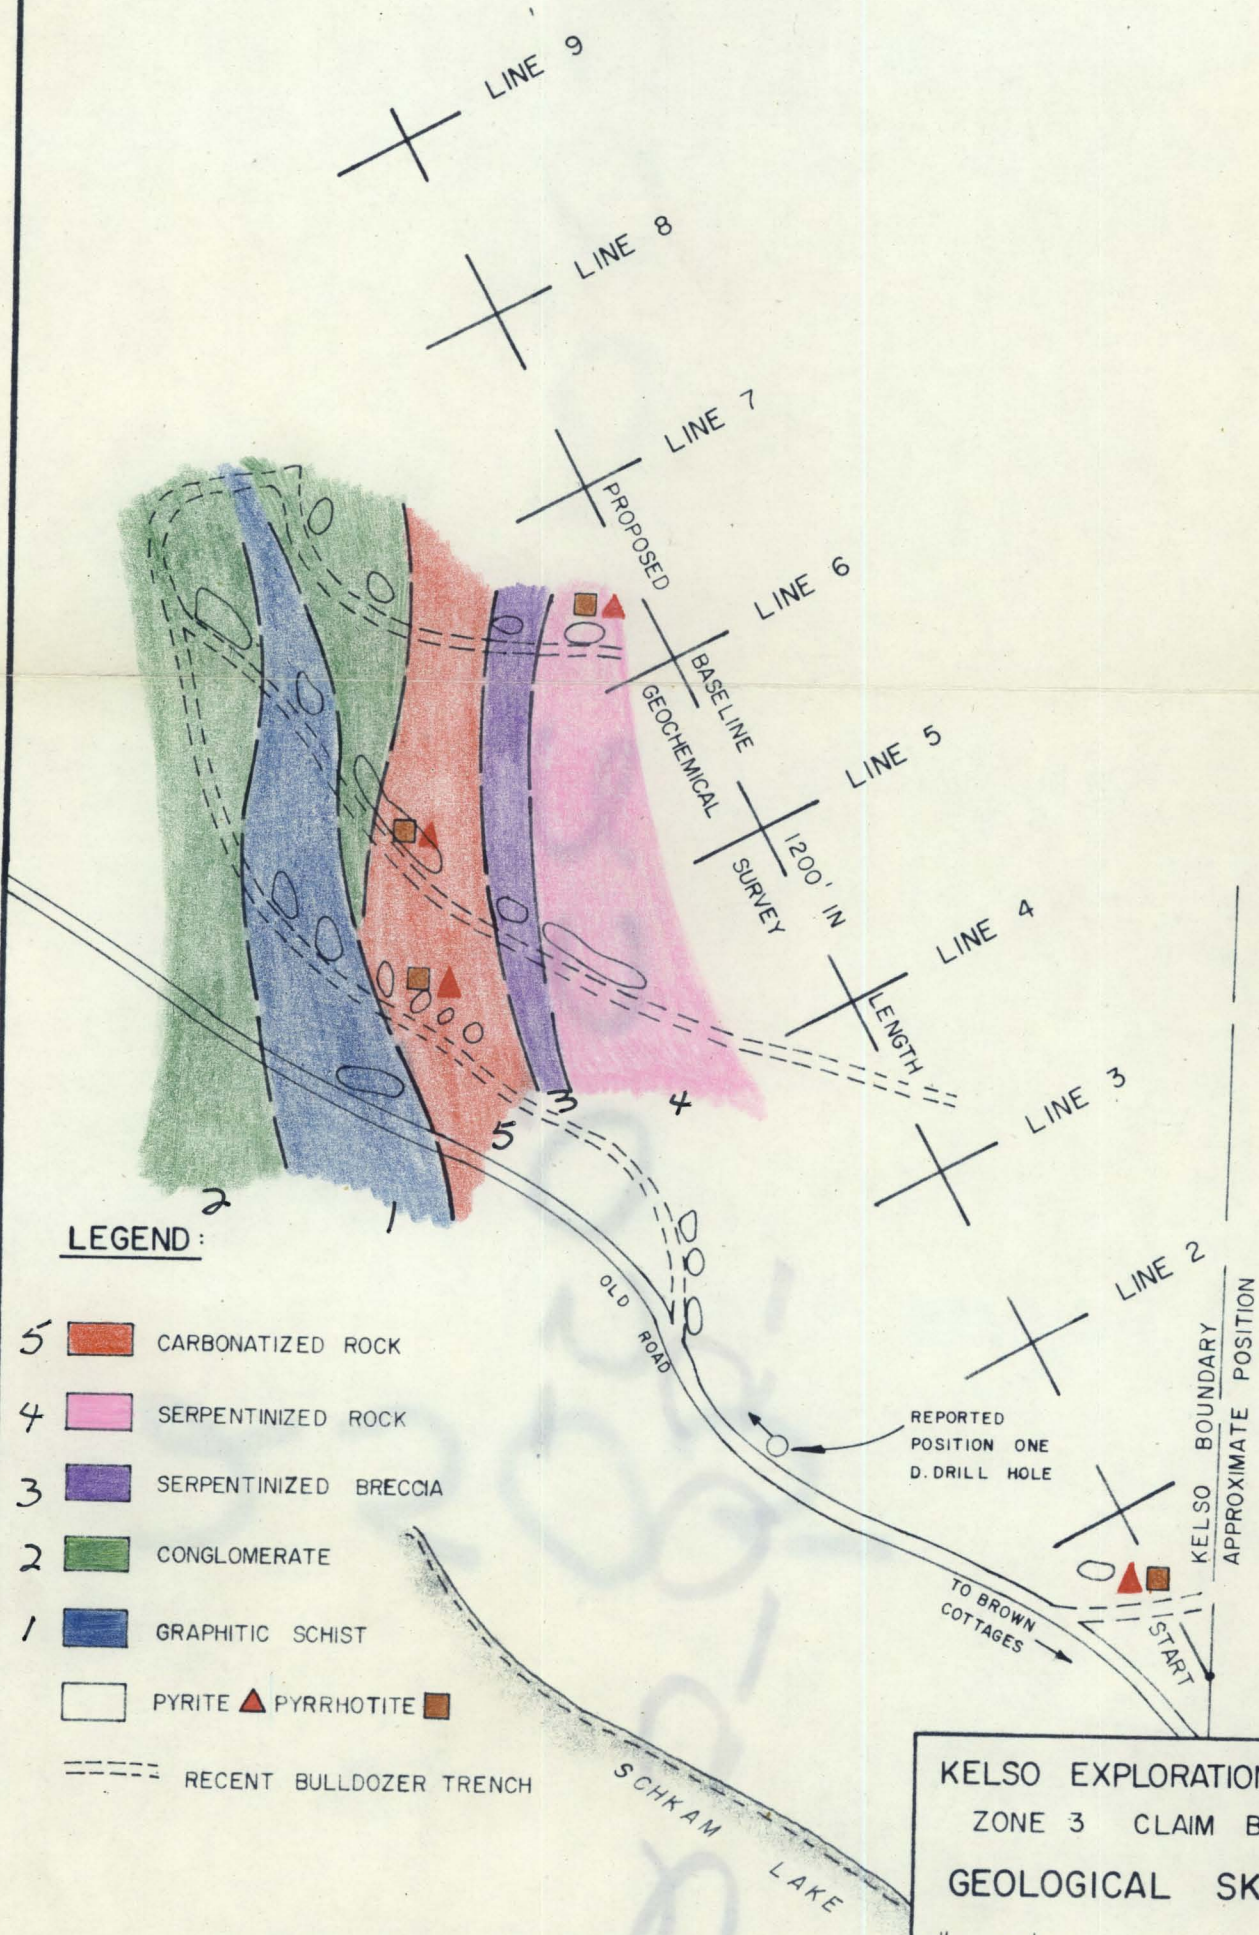 LINE 9
LINE 8
LINE 7
PROPOSED
LINE 6
BASELINE
GEOCHEMICAL
LINE 5
1200' IN
SURVEY
LINE 4
LENGTH
LINE 3
3
4
5
2
1
LEGEND:
5 CARBONATIZED ROCK
4 SERPENTINIZED ROCK
3 SERPENTINIZED BRECCIA
2 CONGLOMERATE
1 GRAPHITIC SCHIST
PYRITE PYRRHOTITE
RECENT BULLDOZER TRENCH
OLD
ROAD
LINE 2
KELSO BOUNDARY
APPROXIMATE POSITION
REPORTED
POSITION ONE
D. DRILL HOLE
TO BROWN
COTTAGES
START
SCHKAM
LAKE
KELSO EXPLORATION
ZONE 3 CLAIM B
GEOLOGICAL SK